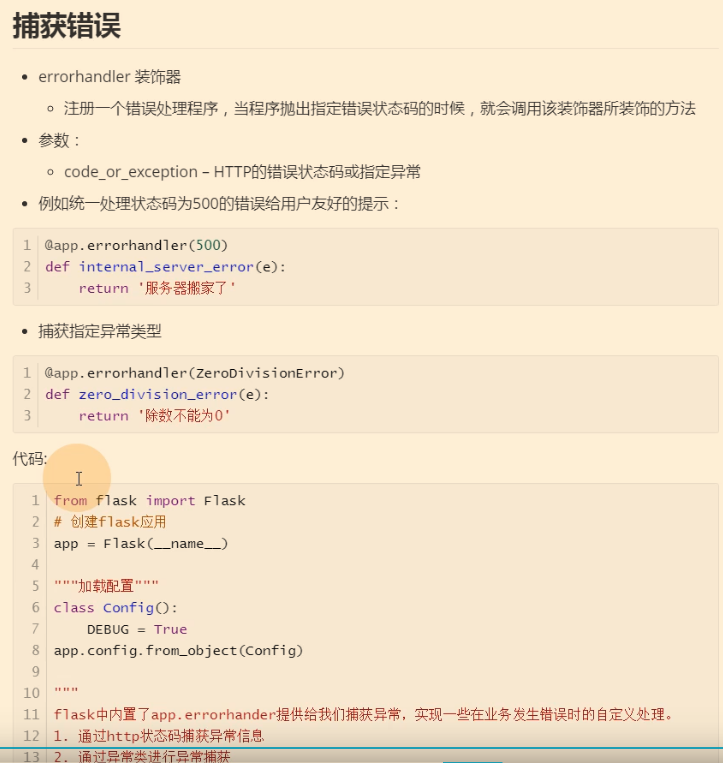 捕获错误
errorhandler 装饰器
注册一个错误处理程序，当程序抛出指定错误状态码的时候，就会调用该装饰器所装饰的方法
参数：
code_or_exception – HTTP的错误状态码或指定异常
例如统一处理状态码为500的错误给用户友好的提示：
1 @app.errorhandler(500)
2 def internal_server_error(e):
3     return '服务器搬家了'
捕获指定异常类型
1 @app.errorhandler(ZeroDivisionError)
2 def zero_division_error(e):
3     return '除数不能为0'
代码:
1 from flask import Flask
2 # 创建flask应用
3 app = Flask(__name__)
4
5 """加载配置"""
6 class Config():
7     DEBUG = True
8 app.config.from_object(Config)
9
10 """
11 flask中内置了app.errorhander提供给我们捕获异常，实现一些在业务发生错误时的自定义处理。
12 1. 通过http状态码捕获异常信息
13 2. 通过异常类进行异常捕获